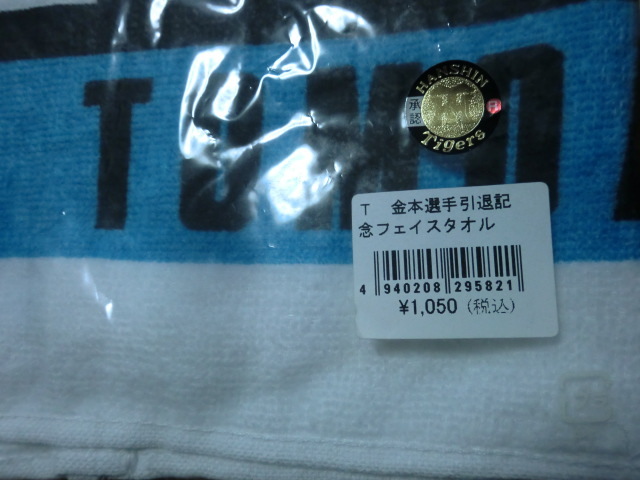 TOMO
HANSHIN
承認
Tigers
T 金本選手引退記
念フェイスタオル
4 940208 295821
¥1,050 (税込)